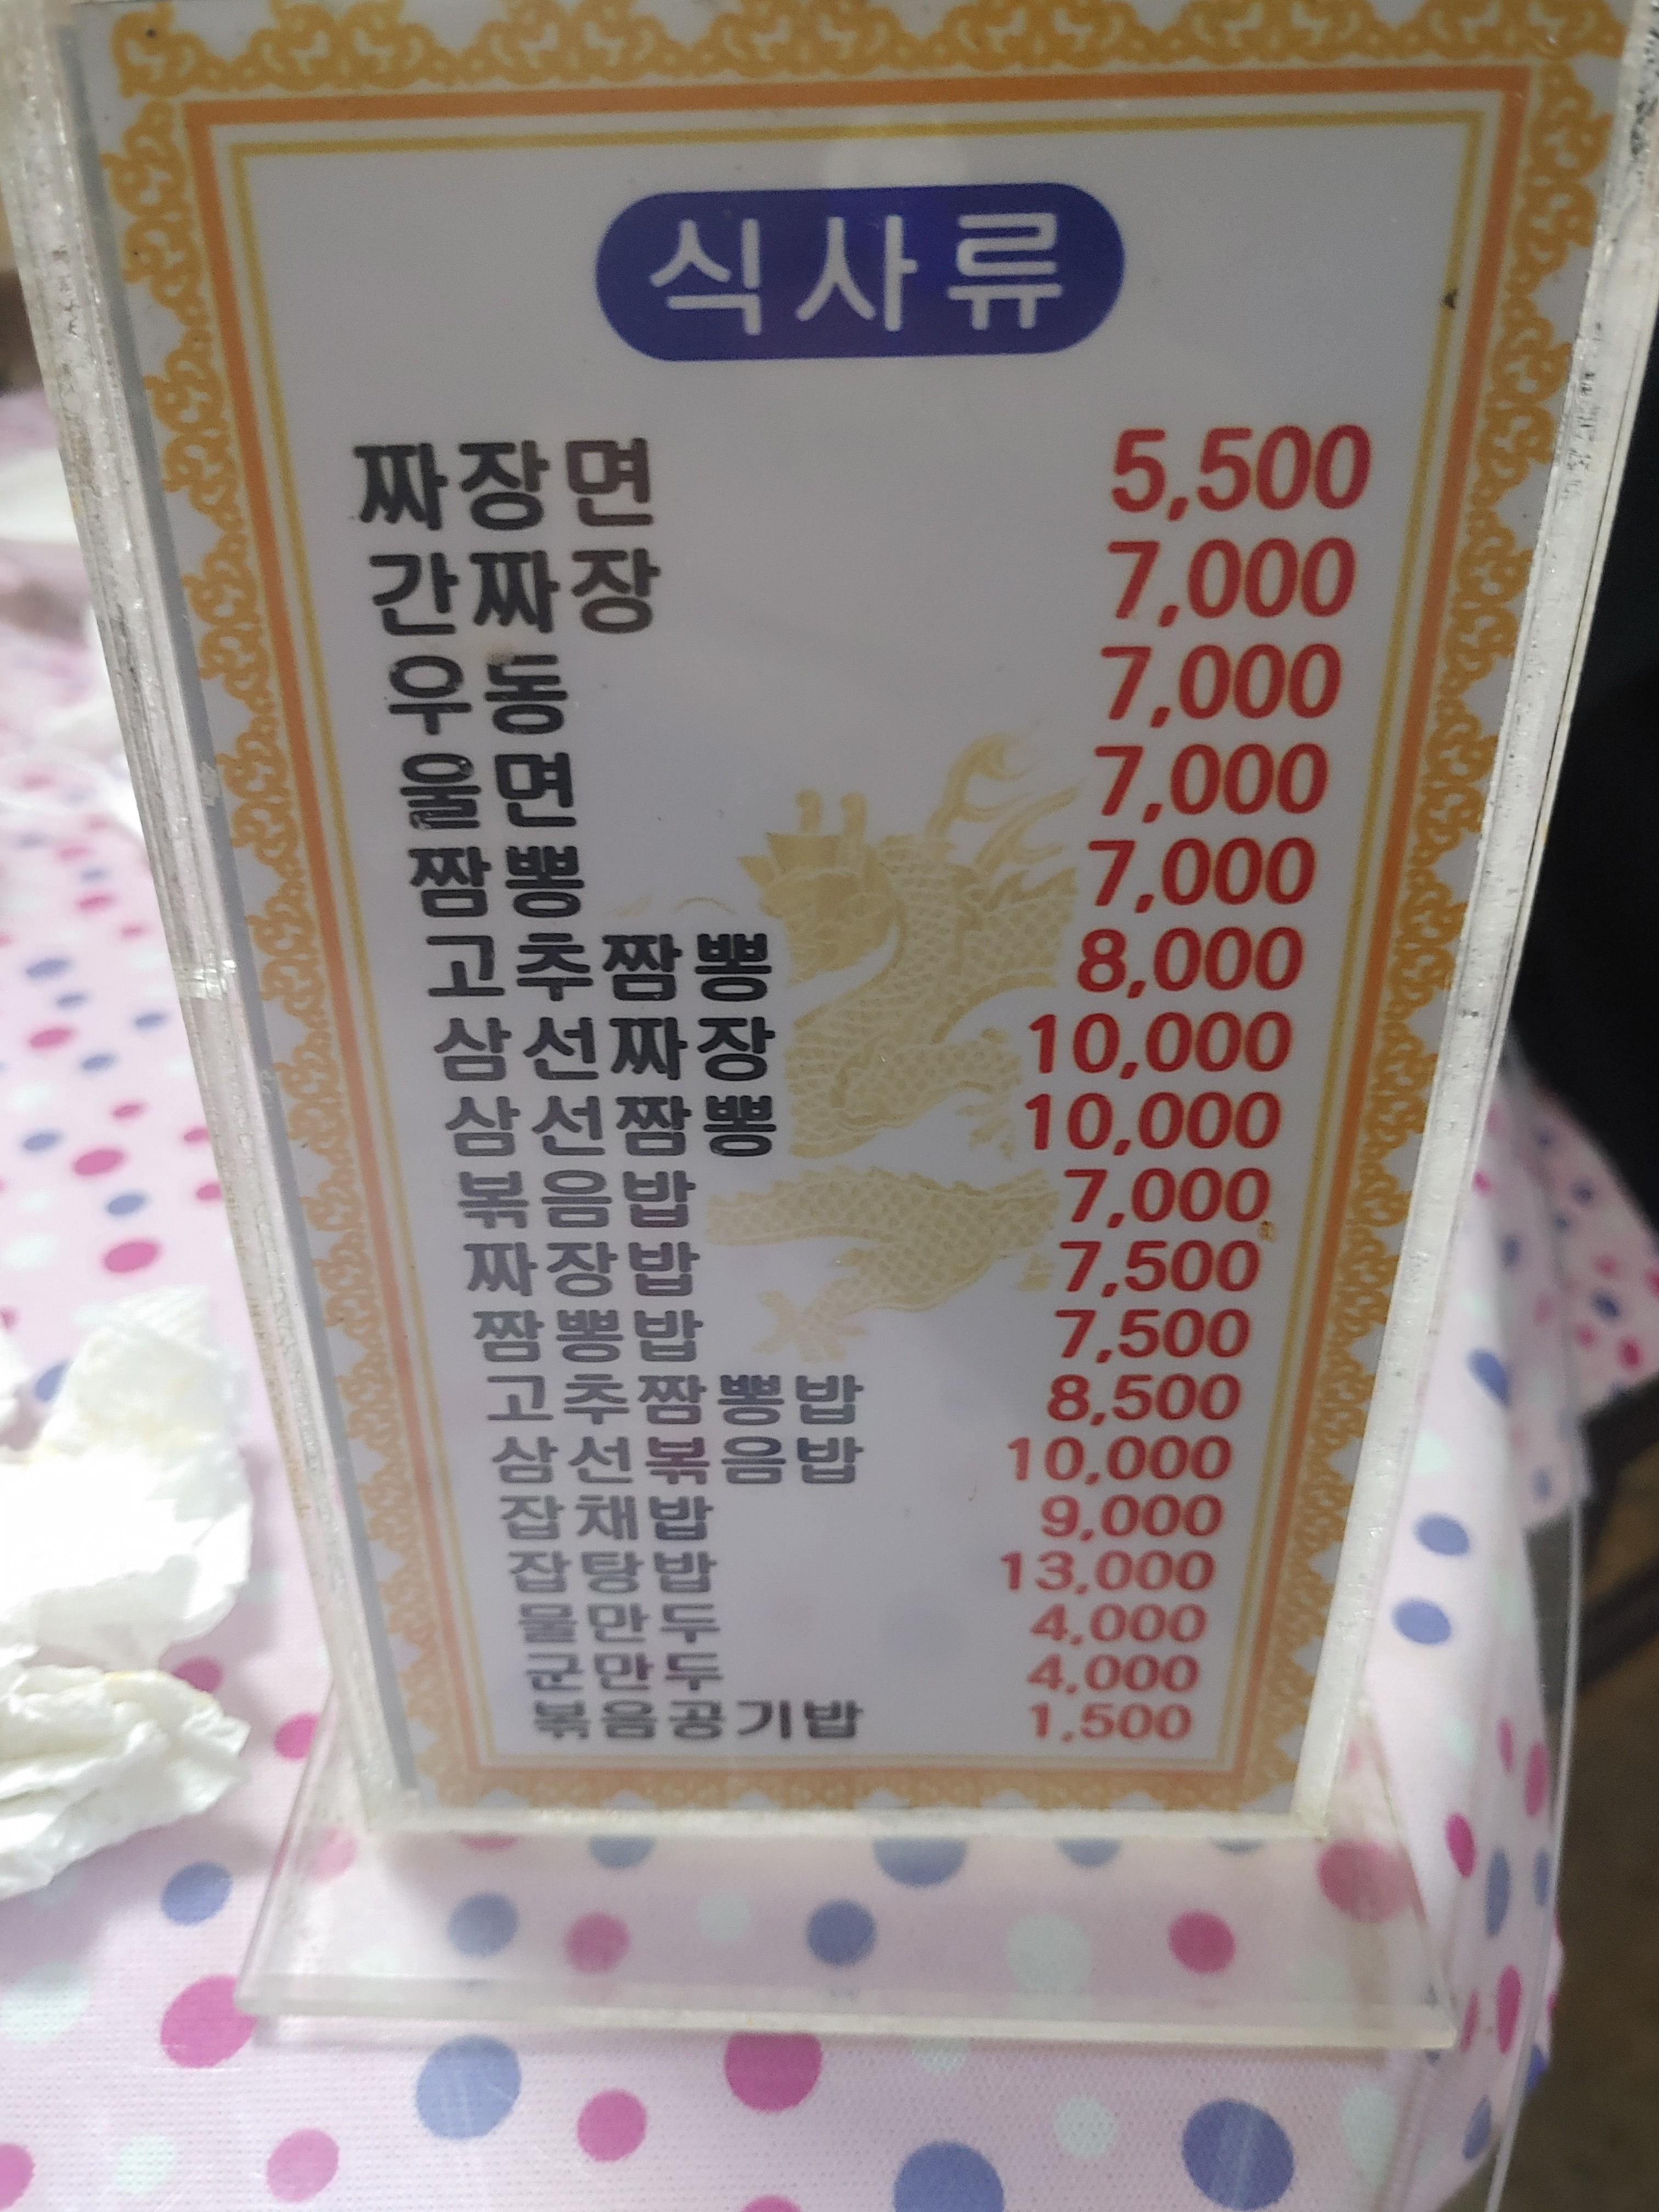 식사류
짜장면 5,500
간짜장 7,000
우동 7,000
울면 7,000
짬뽕 7,000
고추짬뽕 8,000
삼선짜장 10,000
삼선짬뽕 10,000
볶음밥 7,000
짜장밥 7,500
짬뽕밥 7,500
고추짬뽕밥 8,500
삼선볶음밥 10,000
잡채밥 9,000
잡탕밥 13,000
물만두 4,000
군만두 4,000
볶음공기밥 1,500